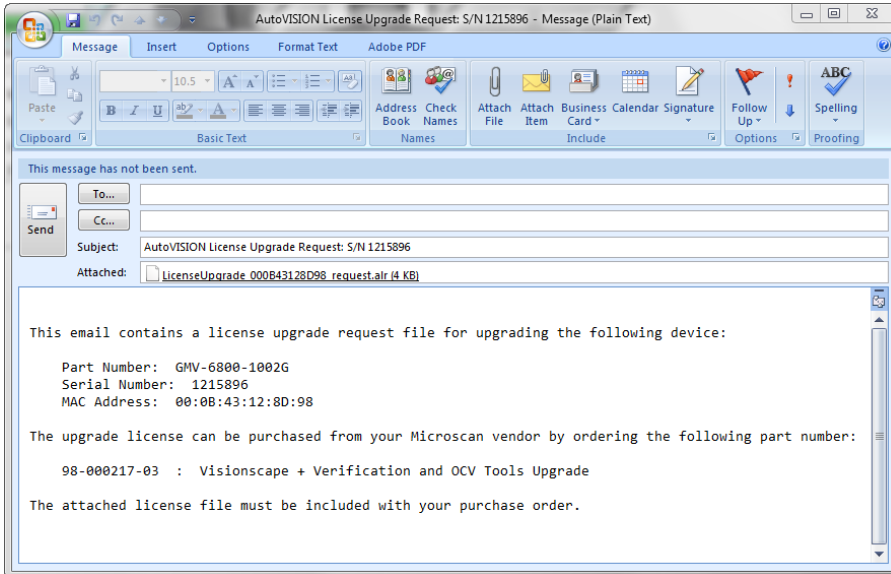 AutoVISION License Upgrade Request: S/N 1215896 - Message (Plain Text)
Message Insert Options Format Text Adobe PDF
Paste
10.5
A A
B I U ab A
Address Book
Check Names
Attach File
Attach Item
Business Card
Calendar
Signature
Follow Up
ABC
Spelling
Clipboard Basic Text Names Include Options Proofing
This message has not been sent.
Send
To...
Cc...
Subject: AutoVISION License Upgrade Request: S/N 1215896
Attached: LicenseUpgrade_000B43128D98_request.alr (4 KB)
This email contains a license upgrade request file for upgrading the following device:
Part Number: GMV-6800-1002G
Serial Number: 1215896
MAC Address: 00:0B:43:12:8D:98
The upgrade license can be purchased from your Microscan vendor by ordering the following part number:
98-000217-03 : Visionscape + Verification and OCV Tools Upgrade
The attached license file must be included with your purchase order.